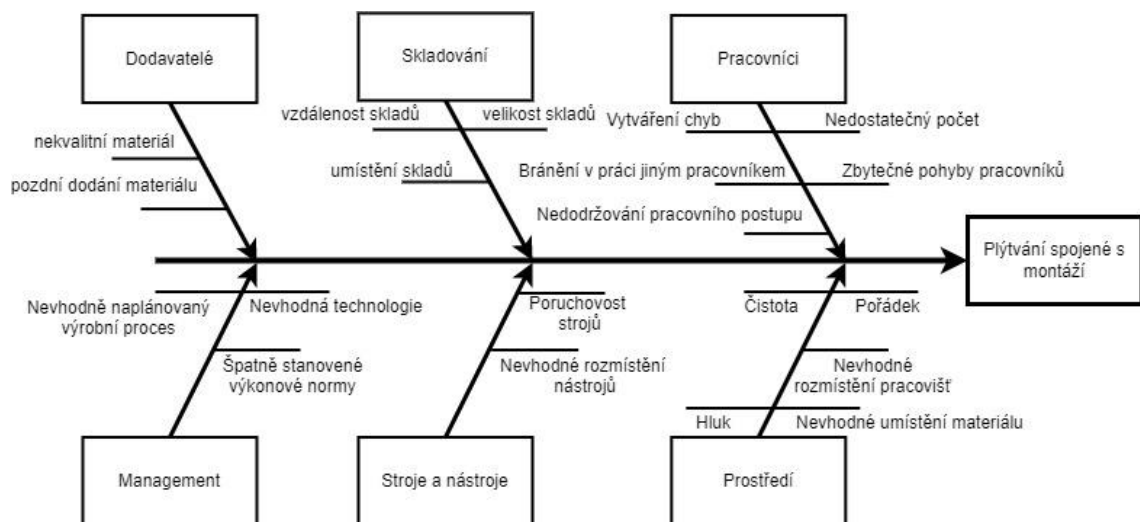 Dodavatelé
Skladování
Pracovníci
vzdálenost skladů
velikost skladů
Vytváření chyb
Nedostatečný počet
nekvalitní materiál
umístění skladů
Bránění v práci jiným pracovníkem
Zbytečné pohyby pracovníků
pozdní dodání materiálu
Nedodržování pracovního postupu
Plýtvání spojené s
montáží
Nevhodně naplánovaný
výrobní proces
Nevhodná technologie
Poruchovost
strojů
Čistota
Pořádek
Špatně stanovené
výkonové normy
Nevhodné rozmístění
nástrojů
Nevhodné
rozmístění pracovišť
Hluk
Nevhodné umístění materiálu
Management
Stroje a nástroje
Prostředí